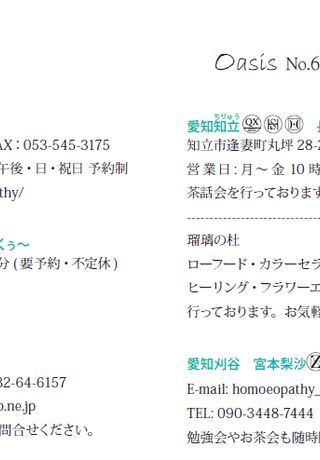 Oasis No.6
AX：053-545-3175
午後・日・祝日 予約制
thy/
くぅ～
分 ( 要予約・不定休 )
32-64-6157
o.ne.jp
問合せください。
ちりゅう
愛知知立 QX
知立市逢妻町丸坪 28-2
営業日：月～金 10 時
茶話会を行っております
瑠璃の杜
ローフード・カラーセラ
ヒーリング・フラワーエ
行っております。お気軽
愛知刈谷　宮本梨沙
E-mail: homoeopathy_
TEL: 090-3448-7444
勉強会やお茶会も随時